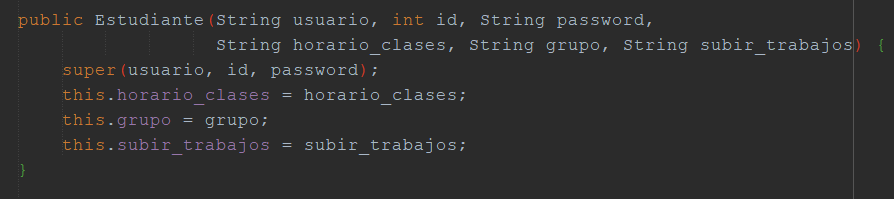 public Estudiante(String usuario, int id, String password,
String horario_clases, String grupo, String subir_trabajos) {
super(usuario, id, password);
this.horario_clases = horario_clases;
this.grupo = grupo;
this.subir_trabajos = subir_trabajos;
}